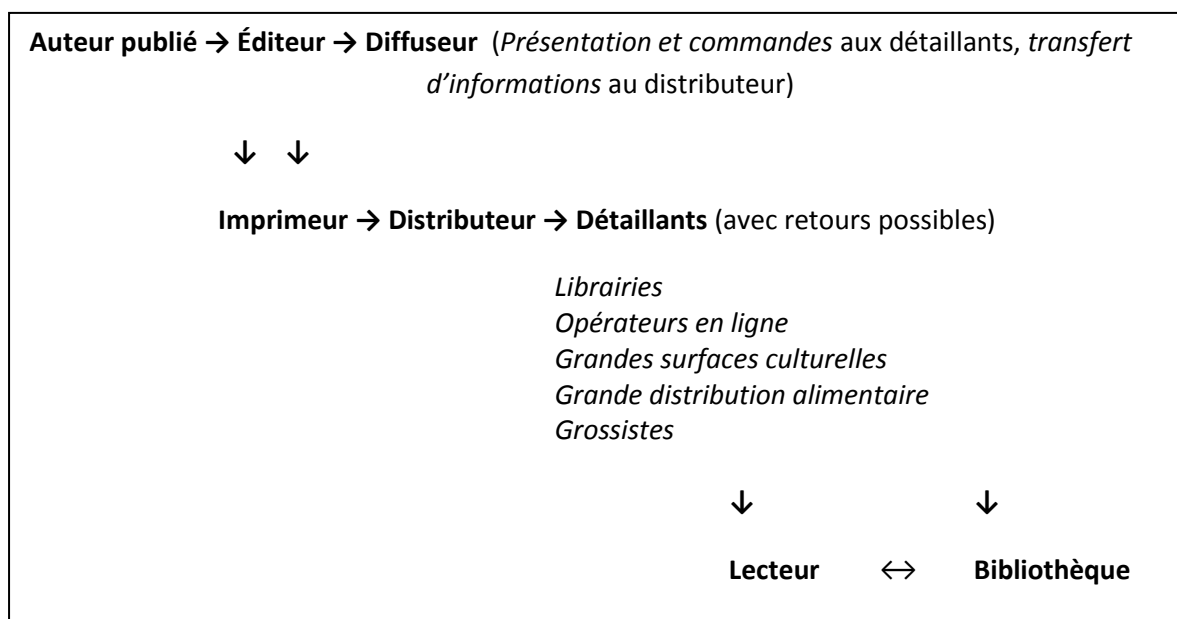 Auteur publié → Éditeur → Diffuseur (Présentation et commandes aux détaillants, transfert
d’informations au distributeur)
↓ ↓
Imprimeur → Distributeur → Détaillants (avec retours possibles)
Librairies
Opérateurs en ligne
Grandes surfaces culturelles
Grande distribution alimentaire
Grossistes
↓ ↓
Lecteur ↔ Bibliothèque